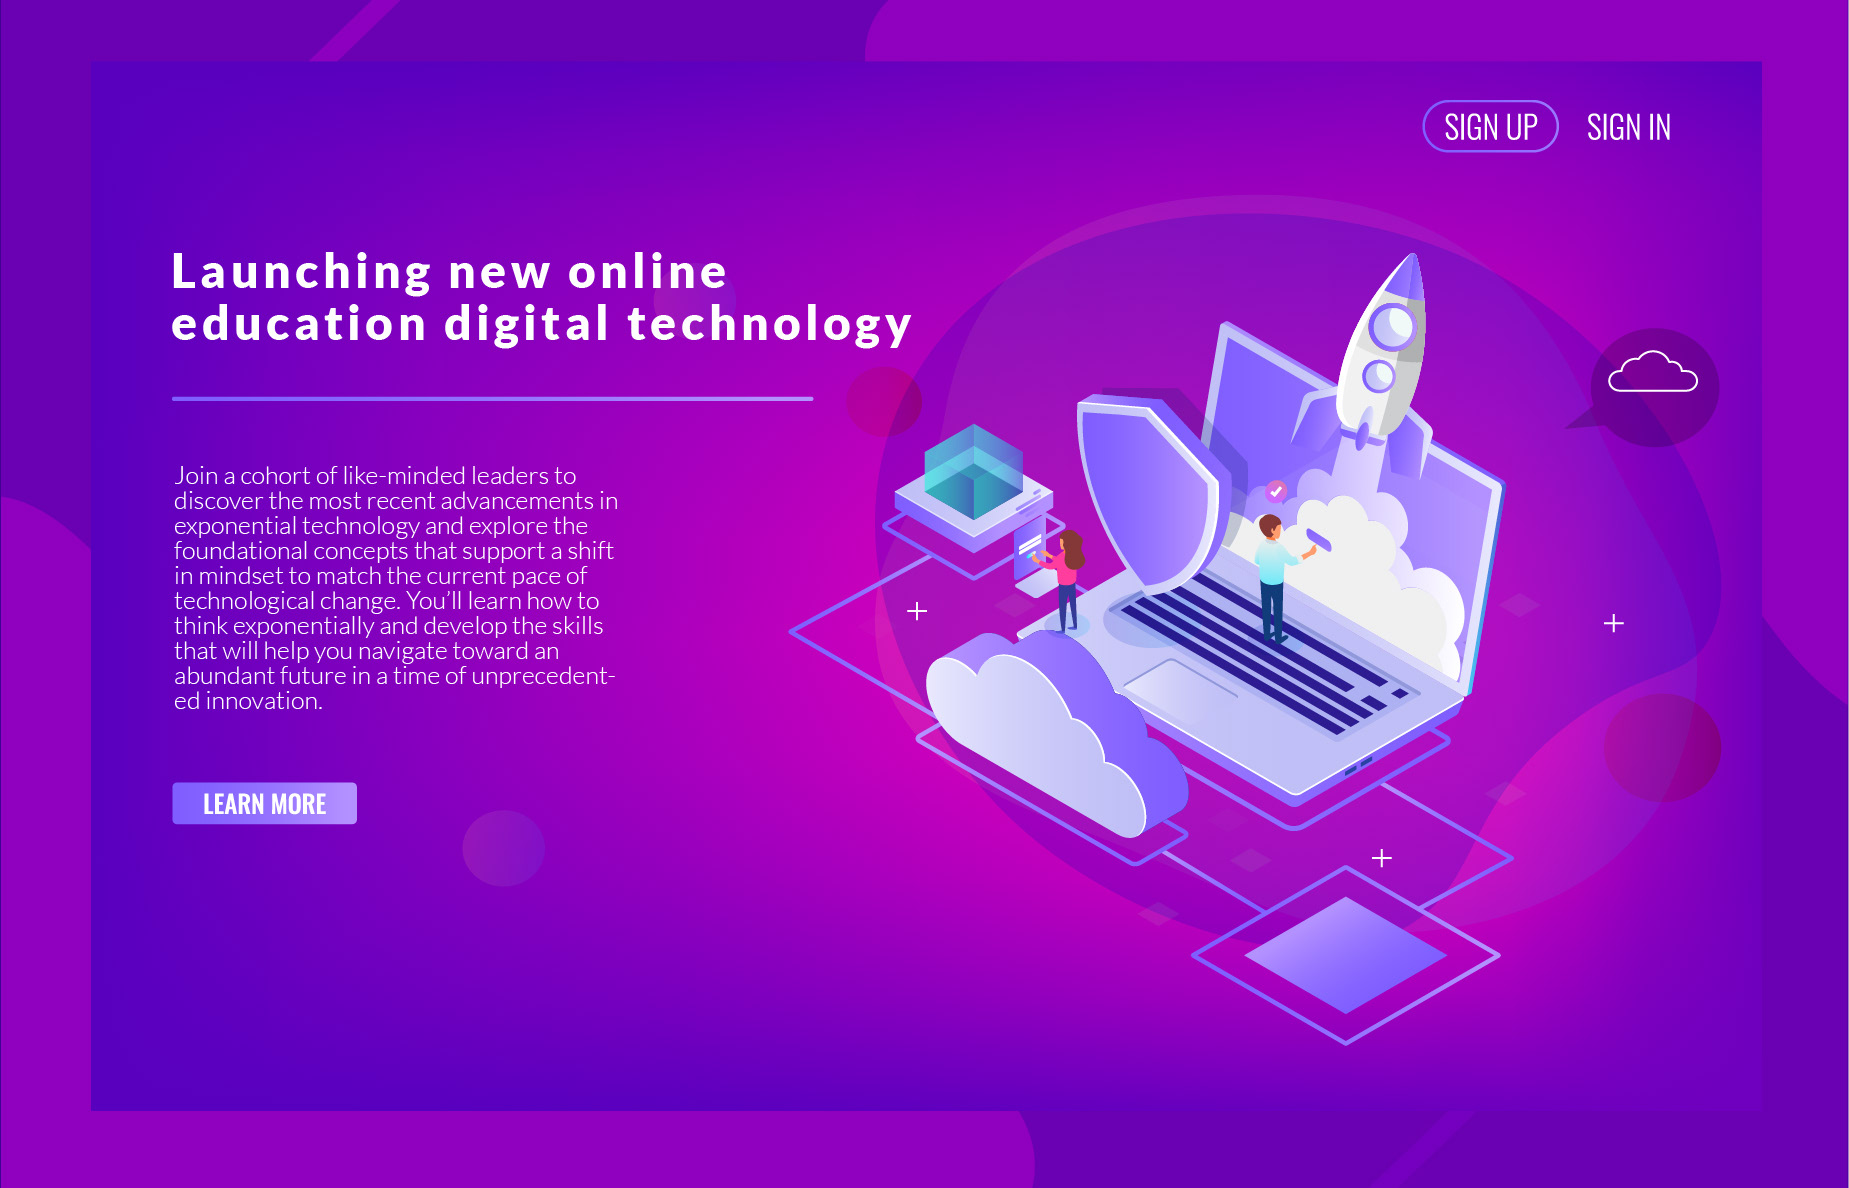 SIGN UP
SIGN IN
Launching new online
education digital technology
Join a cohort of like-minded leaders to
discover the most recent advancements in
exponential technology and explore the
foundational concepts that support a shift
in mindset to match the current pace of
technological change. You’ll learn how to
think exponentially and develop the skills
that will help you navigate toward an
abundant future in a time of unprecedent-
ed innovation.
LEARN MORE